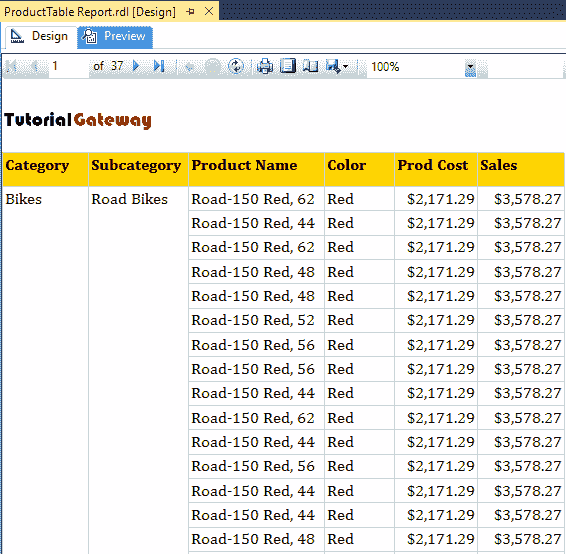 ProductTable Report.rdl [Design]
Design Preview
1 of 37 100%
TutorialGateway
Category Subcategory Product Name Color Prod Cost Sales
Bikes Road Bikes Road-150 Red, 62 Red $2,171.29 $3,578.27
Road-150 Red, 44 Red $2,171.29 $3,578.27
Road-150 Red, 62 Red $2,171.29 $3,578.27
Road-150 Red, 48 Red $2,171.29 $3,578.27
Road-150 Red, 48 Red $2,171.29 $3,578.27
Road-150 Red, 52 Red $2,171.29 $3,578.27
Road-150 Red, 56 Red $2,171.29 $3,578.27
Road-150 Red, 56 Red $2,171.29 $3,578.27
Road-150 Red, 44 Red $2,171.29 $3,578.27
Road-150 Red, 62 Red $2,171.29 $3,578.27
Road-150 Red, 44 Red $2,171.29 $3,578.27
Road-150 Red, 56 Red $2,171.29 $3,578.27
Road-150 Red, 44 Red $2,171.29 $3,578.27
Road-150 Red, 44 Red $2,171.29 $3,578.27
Road-150 Red, 48 Red $2,171.29 $3,578.27